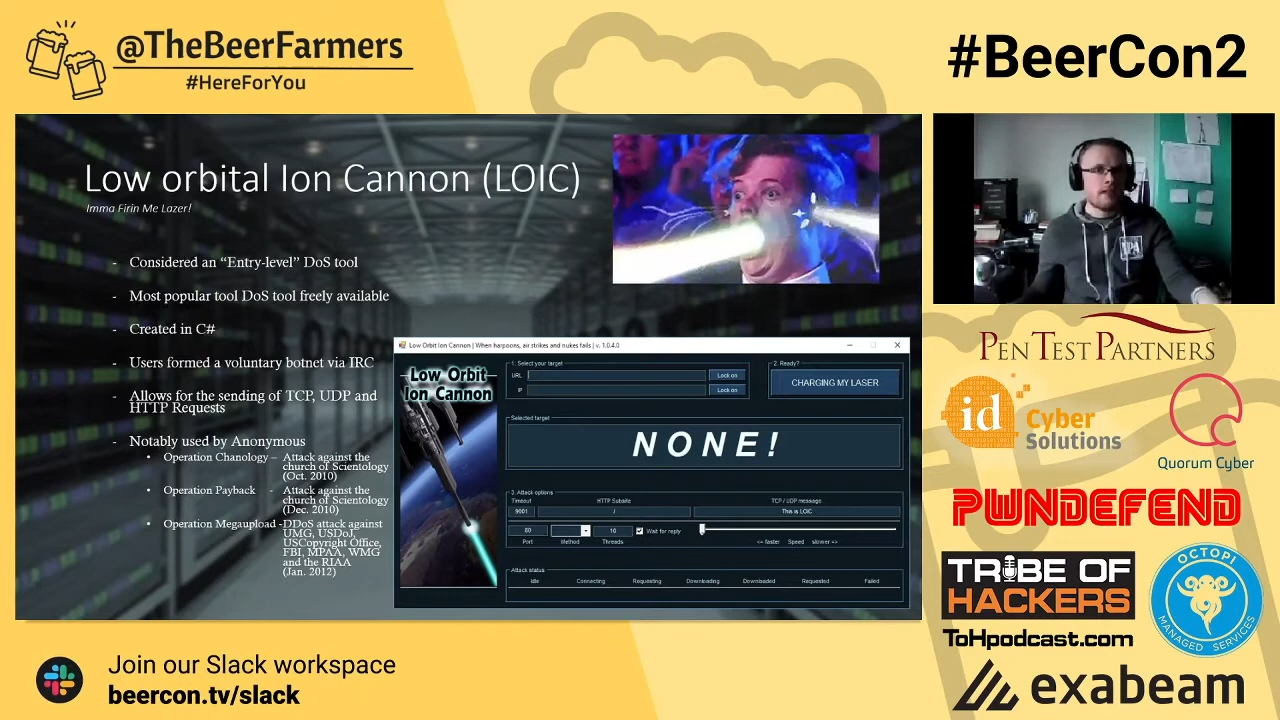 @TheBeerFarmers
#HereForYou
#BeerCon2
Low orbital Ion Cannon (LOIC)
Imma Firin Me Lazer!
- Considered an “Entry-level” DoS tool
- Most popular tool DoS tool freely available
- Created in C#
- Users formed a voluntary botnet via IRC
- Allows for the sending of TCP, UDP and
HTTP Requests
- Notably used by Anonymous
• Operation Chanology – Attack against the
church of Scientology
(Oct. 2010)
• Operation Payback - Attack against the
church of Scientology
(Dec. 2010)
• Operation Megaupload -DDoS attack against
UMG, USDoJ,
USCopyright Office,
FBI, MPAA, WMG
and the RIAA
(Jan. 2012)
Low Orbit Ion Cannon | When harpoons, air strikes and nukes fails | v. 1.0.4.0
Low Orbit
Ion Cannon
1. Select your target
URL
Lock on
IP
Lock on
2. Ready?
CHARGING MY LASER
Selected target
NONE!
3. Attack options
Timeout
HTTP Subsite
TCP / UDP message
9001
/
This is LOIC
80
10
Wait for reply
Port
Method
Threads
<= faster Speed slower =>
Attack status
Idle
Connecting
Requesting
Downloading
Downloaded
Requested
Failed
PEN TEST PARTNERS
id Cyber
Solutions
Quorum Cyber
PWNDEFEND
TRIBE OF
HACKERS
ToHpodcast.com
OCTOPI
MANAGED SERVICES
exabeam
Join our Slack workspace
beercon.tv/slack